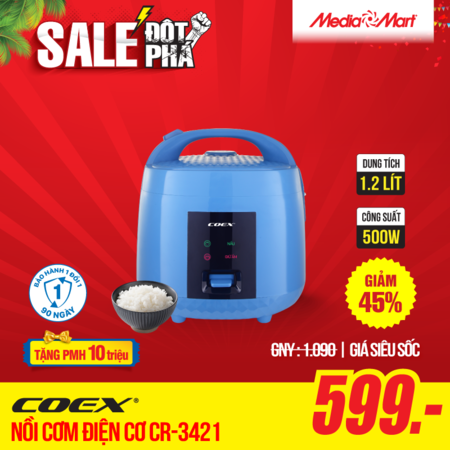 SALE ĐỘT PHÁ
MediaMart
DUNG TÍCH
1.2 LÍT
CÔNG SUẤT
500W
GIẢM
45%
COEX
BẢO HÀNH 1 ĐỔI 1
1
90 NGÀY
TẶNG PMH 10 triệu
GNY : 1.090 | GIÁ SIÊU SỐC
599.-
COEX®
NỒI CƠM ĐIỆN CƠ CR-3421